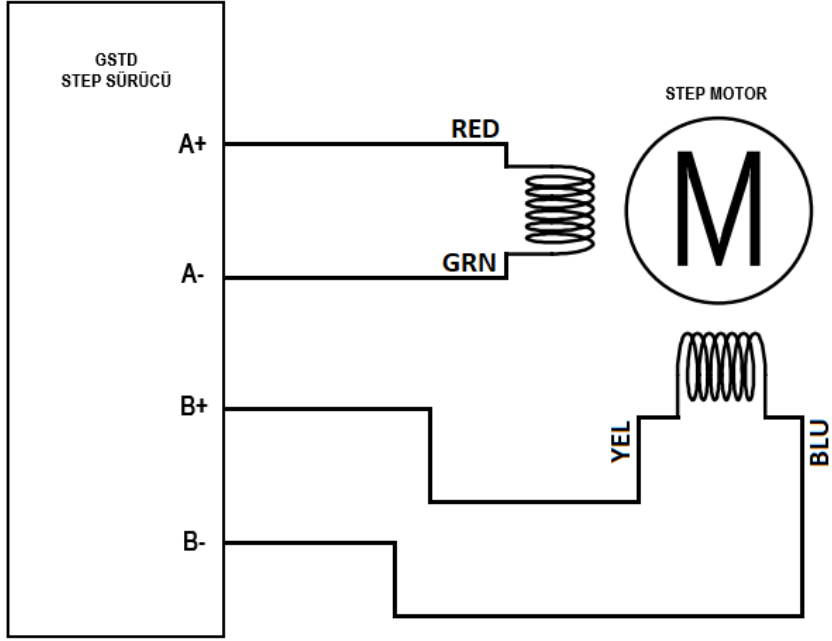 GSTD
STEP SÜRÜCÜ
STEP MOTOR
A+
RED
M
A-
GRN
B+
YEL
BLU
B-